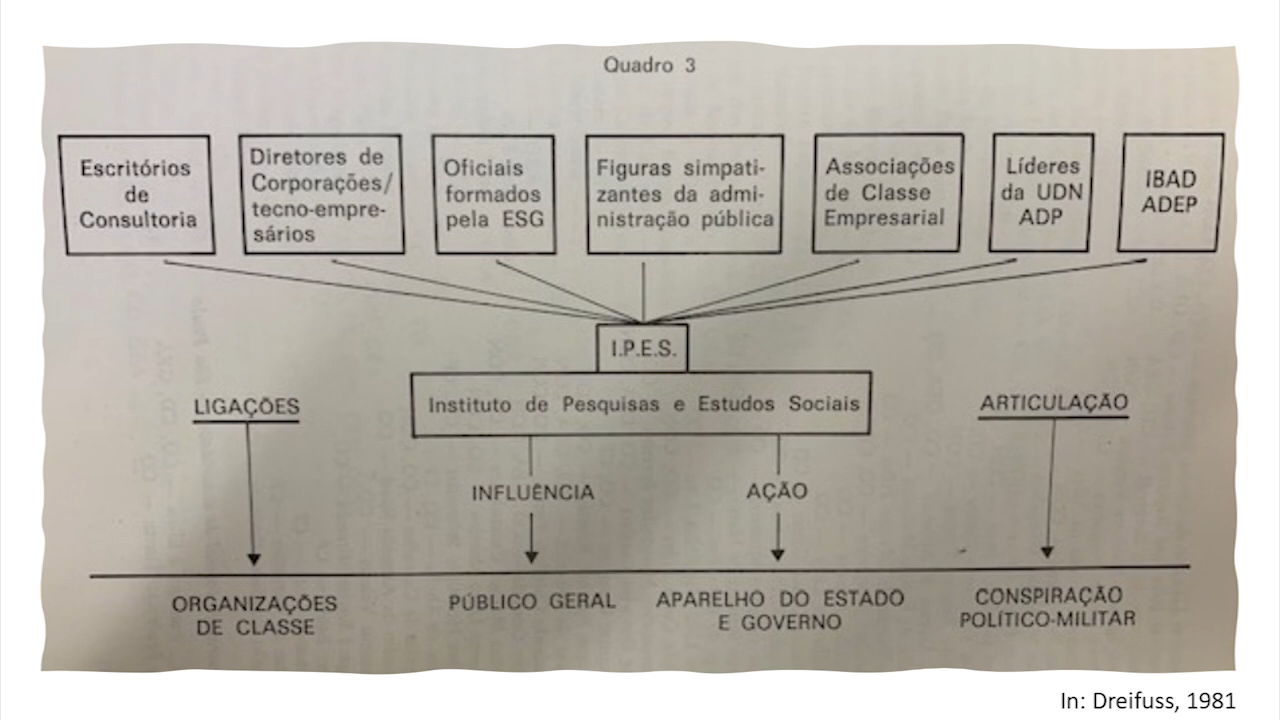 Quadro 3
Escritórios
de
Consultoria
Diretores de
Corporações/
tecno-empre-
sários
Oficiais
formados
pela ESG
Figuras simpati-
zantes da admi-
nistração pública
Associações
de Classe
Empresarial
Líderes
da UDN
ADP
IBAD
ADEP
I.P.E.S.
Instituto de Pesquisas e Estudos Sociais
LIGAÇÕES
ARTICULAÇÃO
INFLUÊNCIA
AÇÃO
ORGANIZAÇÕES
DE CLASSE
PÚBLICO GERAL
APARELHO DO ESTADO
E GOVERNO
CONSPIRAÇÃO
POLÍTICO-MILITAR
In: Dreifuss, 1981